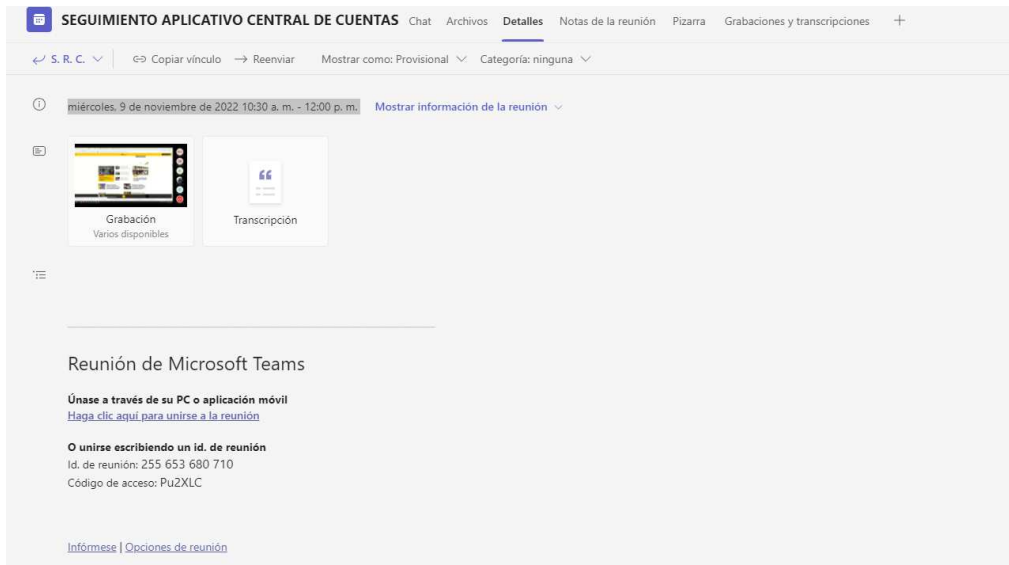 SEGUIMIENTO APLICATIVO CENTRAL DE CUENTAS Chat Archivos Detalles Notas de la reunión Pizarra Grabaciones y transcripciones
S. R. C. Copiar vínculo Reenviar Mostrar como: Provisional Categoría: ninguna
miércoles, 9 de noviembre de 2022 10:30 a. m. - 12:00 p. m. Mostrar información de la reunión
Grabación
Varios disponibles
Transcripción
Reunión de Microsoft Teams
Únase a través de su PC o aplicación móvil
Haga clic aquí para unirse a la reunión
O unirse escribiendo un id. de reunión
Id. de reunión: 255 653 680 710
Código de acceso: Pu2XLC
Infórmese | Opciones de reunión